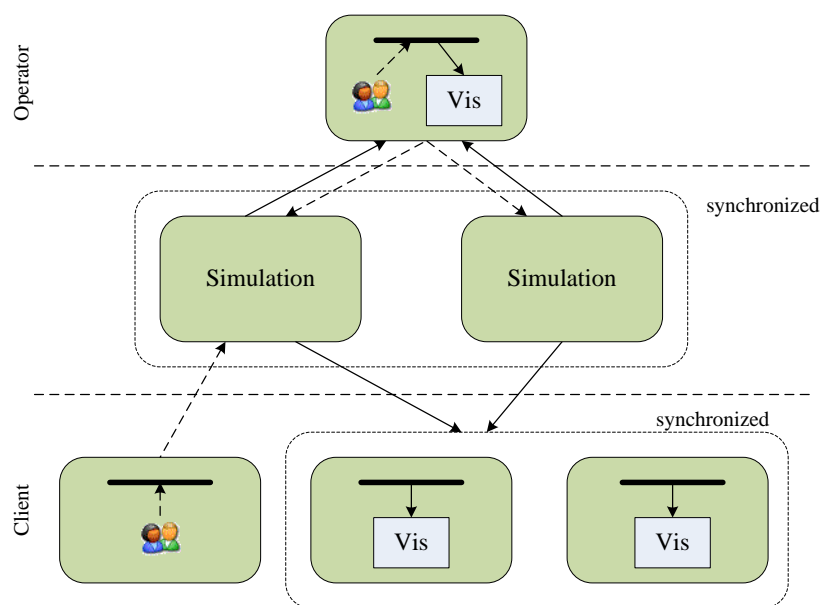 Operator
Vis
synchronized
Simulation
Simulation
synchronized
Client
Vis
Vis